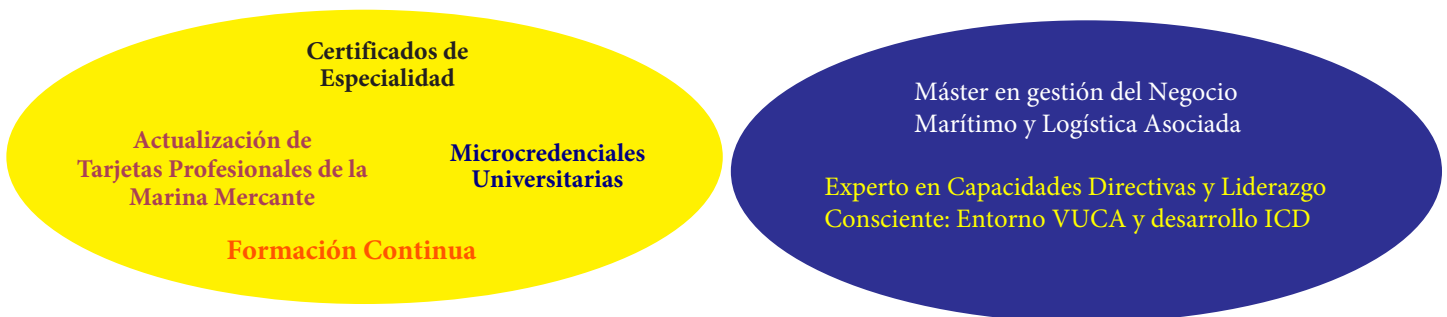 Certificados de
Especialidad
Actualización de
Tarjetas Profesionales de la
Marina Mercante
Microcredenciales
Universitarias
Formación Continua
Máster en gestión del Negocio
Marítimo y Logística Asociada
Experto en Capacidades Directivas y Liderazgo
Consciente: Entorno VUCA y desarrollo ICD